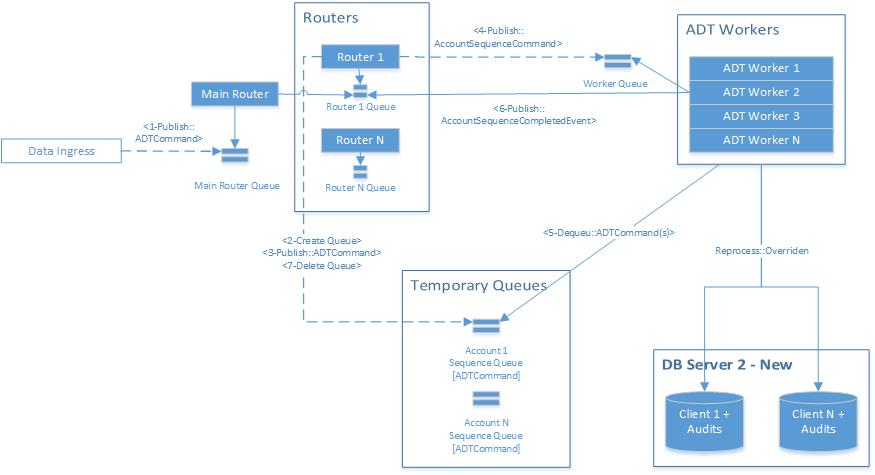 Routers
Router 1
Router 1 Queue
Router N
Router N Queue
<4-Publish::
AccountSequenceCommand>
Worker Queue
<6-Publish::
AccountSequenceCompletedEvent>
ADT Workers
ADT Worker 1
ADT Worker 2
ADT Worker 3
ADT Worker N
Main Router
<1-Publish::
ADTCommand>
Data Ingress
Main Router Queue
<2-Create Queue>
<3-Publish::ADTCommand>
<7-Delete Queue>
<5-Dequeu::ADTCommand(s)>
Reprocess::Overriden
Temporary Queues
Account 1
Sequence Queue
[ADTCommand]
Account N
Sequence Queue
[ADTCommand]
DB Server 2 - New
Client 1 +
Audits
Client N +
Audits